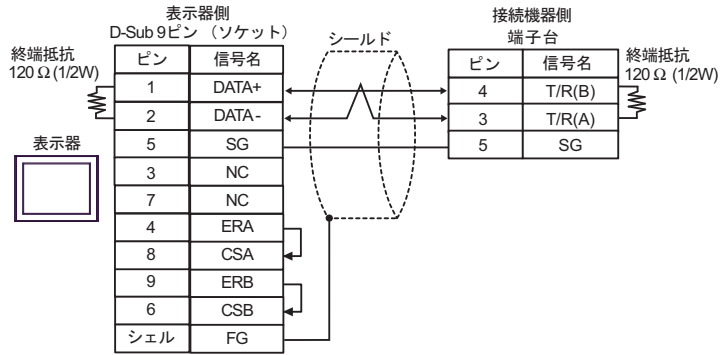 表示器側
D-Sub 9ピン （ソケット）
終端抵抗
120 Ω (1/2W)
表示器
ピン 信号名
1 DATA+
2 DATA-
5 SG
3 NC
7 NC
4 ERA
8 CSA
9 ERB
6 CSB
シェル FG
シールド
接続機器側
端子台
ピン 信号名
4 T/R(B)
3 T/R(A)
5 SG
終端抵抗
120 Ω (1/2W)